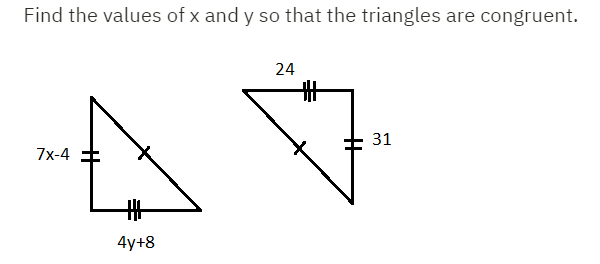 Find the values of x and y so that the triangles are congruent.
24
31
7x-4
4y+8